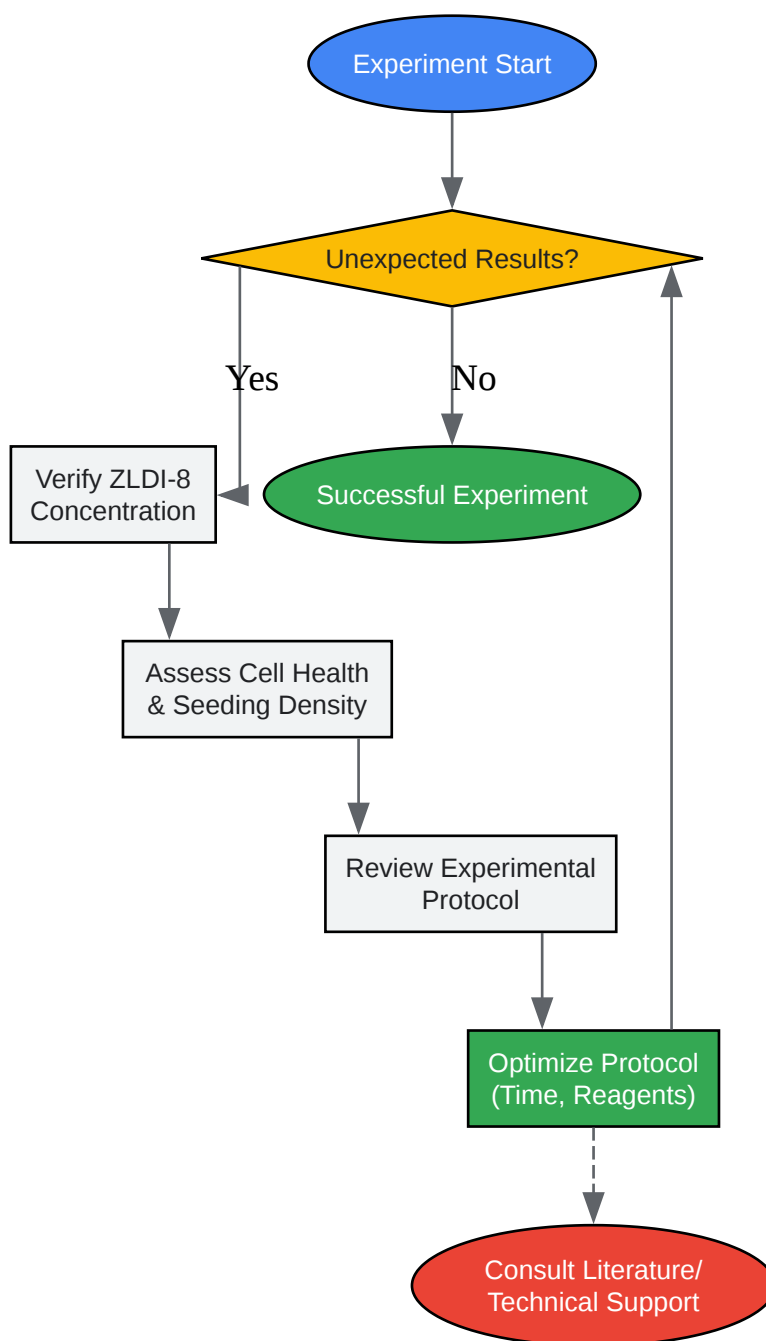 Experiment Start
Unexpected Results?
Yes
No
Verify ZLDI-8
Concentration
Successful Experiment
Assess Cell Health
& Seeding Density
Review Experimental
Protocol
Optimize Protocol
(Time, Reagents)
Consult Literature/
Technical Support